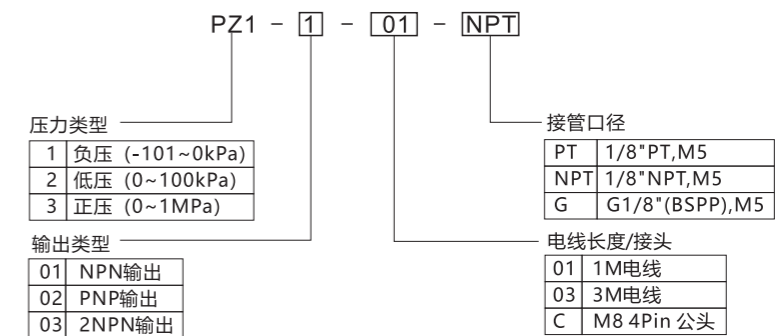 PZ1 - 1 - 01 - NPT
压力类型
1 负压 (-101~0kPa)
2 低压 (0~100kPa)
3 正压 (0~1MPa)
输出类型
01 NPN输出
02 PNP输出
03 2NPN输出
接管口径
PT 1/8"PT,M5
NPT 1/8"NPT,M5
G G1/8"(BSPP),M5
电线长度/接头
01 1M电线
03 3M电线
C M8 4Pin 公头